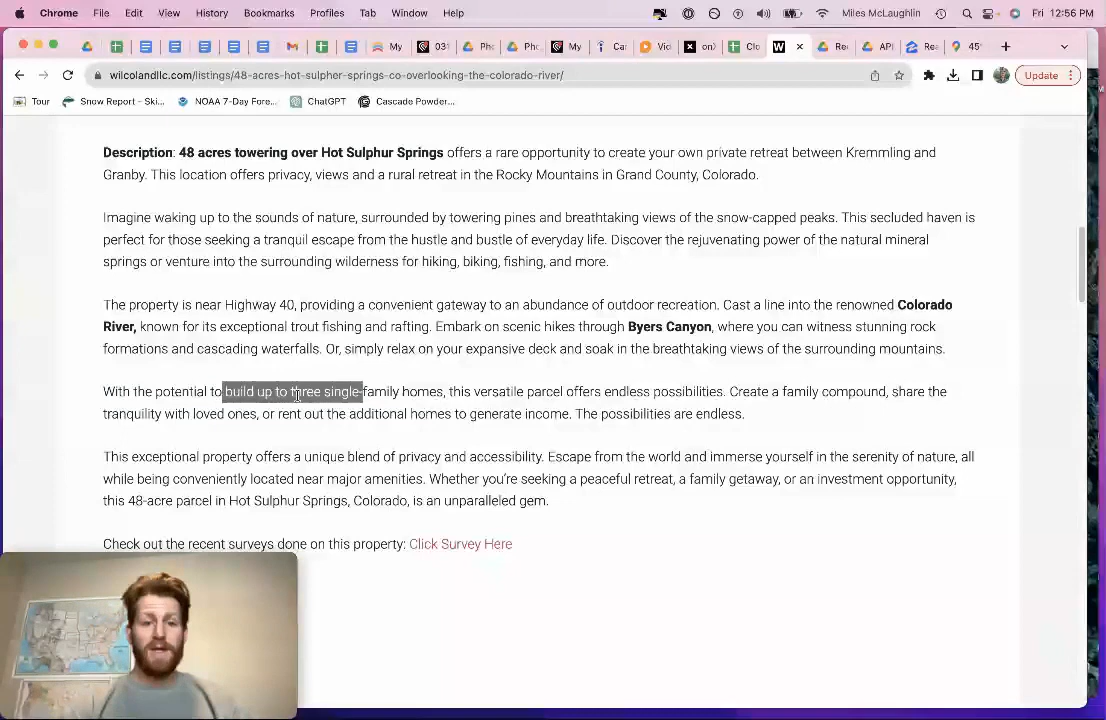 Chrome File Edit View History Bookmarks Profiles Tab Window Help Miles McLaughlin Fri 12:56 PM
My 03 Pho Pho My Car Vid onX Clo W Rec API Rea 45°
wilcolandllc.com/listings/48-acres-hot-sulpher-springs-co-overlooking-the-colorado-river/ Update
Tour Snow Report - Ski... NOAA 7-Day Fore... ChatGPT Cascade Powder...
Description: 48 acres towering over Hot Sulphur Springs offers a rare opportunity to create your own private retreat between Kremmling and
Granby. This location offers privacy, views and a rural retreat in the Rocky Mountains in Grand County, Colorado.
Imagine waking up to the sounds of nature, surrounded by towering pines and breathtaking views of the snow-capped peaks. This secluded haven is
perfect for those seeking a tranquil escape from the hustle and bustle of everyday life. Discover the rejuvenating power of the natural mineral
springs or venture into the surrounding wilderness for hiking, biking, fishing, and more.
The property is near Highway 40, providing a convenient gateway to an abundance of outdoor recreation. Cast a line into the renowned Colorado
River, known for its exceptional trout fishing and rafting. Embark on scenic hikes through Byers Canyon, where you can witness stunning rock
formations and cascading waterfalls. Or, simply relax on your expansive deck and soak in the breathtaking views of the surrounding mountains.
With the potential to build up to three single-family homes, this versatile parcel offers endless possibilities. Create a family compound, share the
tranquility with loved ones, or rent out the additional homes to generate income. The possibilities are endless.
This exceptional property offers a unique blend of privacy and accessibility. Escape from the world and immerse yourself in the serenity of nature, all
while being conveniently located near major amenities. Whether you're seeking a peaceful retreat, a family getaway, or an investment opportunity,
this 48-acre parcel in Hot Sulphur Springs, Colorado, is an unparalleled gem.
Check out the recent surveys done on this property: Click Survey Here